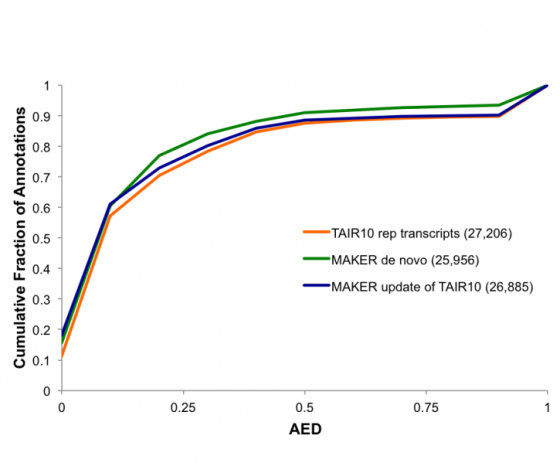 Cumulative Fraction of Annotations
1
0.9
0.8
0.7
0.6
0.5
0.4
0.3
0.2
0.1
0
TAIR10 rep transcripts (27,206)
MAKER de novo (25,956)
MAKER update of TAIR10 (26,885)
0 0.25 0.5 0.75 1
AED